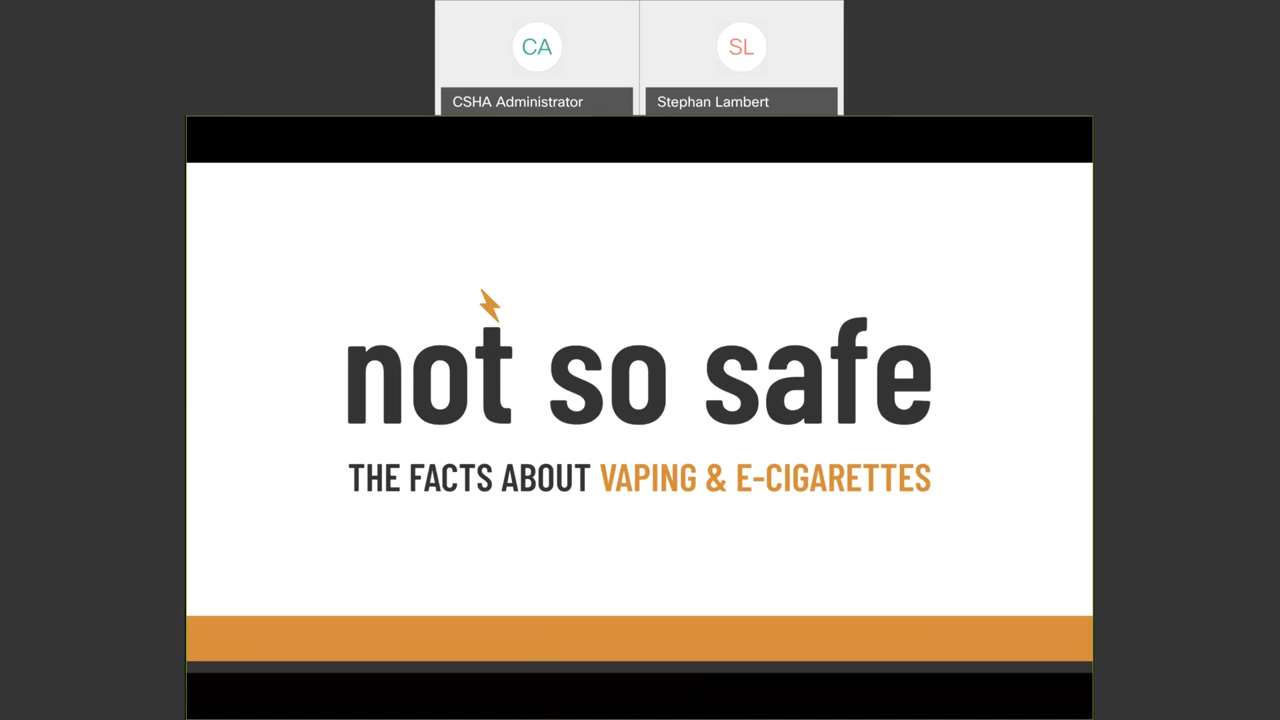 CA
SL
CSHA Administrator
Stephan Lambert
not so safe
THE FACTS ABOUT VAPING & E-CIGARETTES